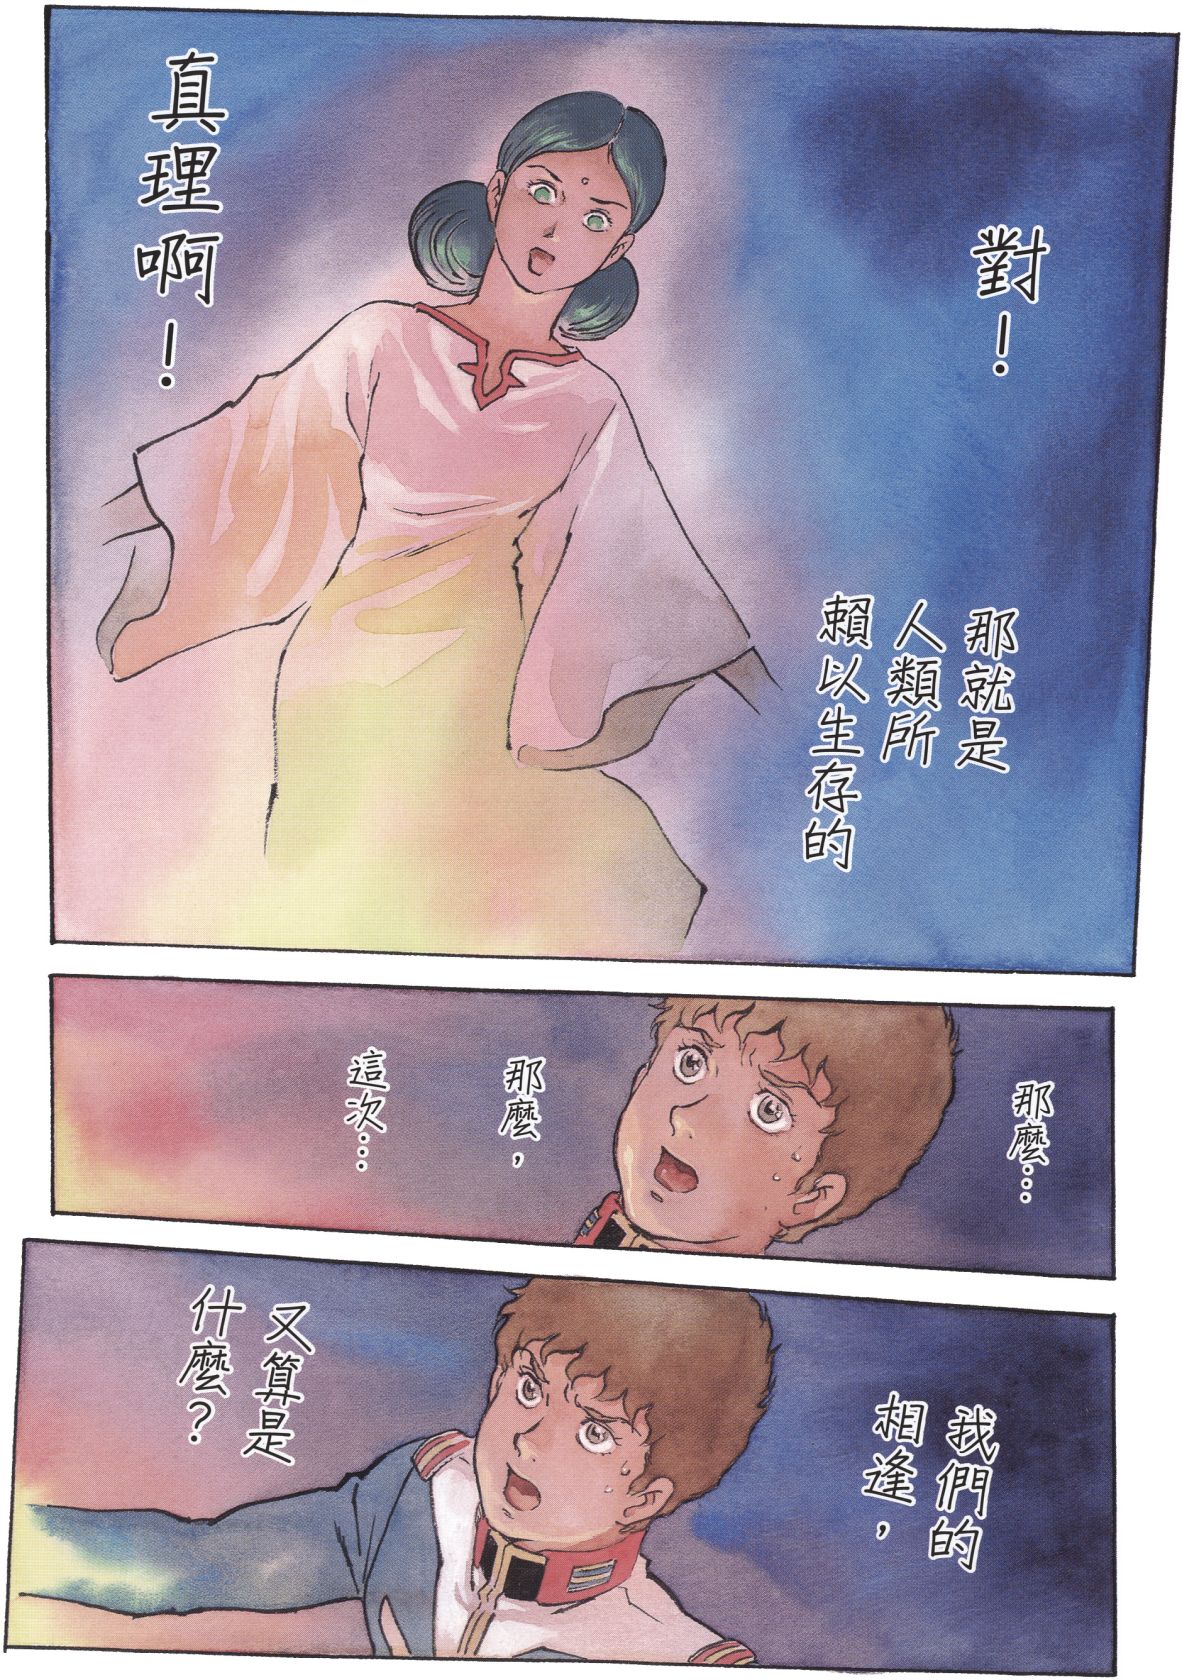 對！
那就是
人類所
賴以生存的
真理啊！
那麼…
那麼，
這次…
我們的
相逢，
又算是
什麼？